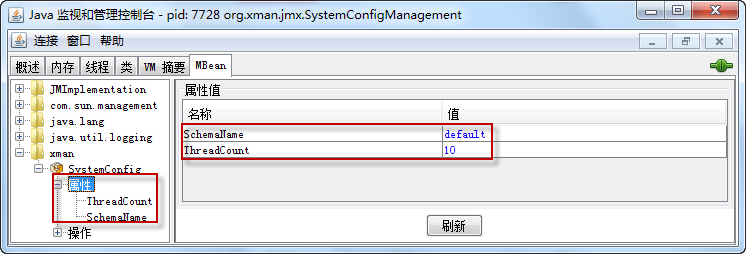 Java 监视和管理控制台 - pid: 7728 org.xman.jmx.SystemConfigManagement
连接 窗口 帮助
概述 内存 线程 类 VM 摘要 MBean
JMImplementation
com.sun.management
java.lang
java.util.logging
xman
SystemConfig
属性
ThreadCount
SchemaName
操作
属性值
名称 值
SchemaName default
ThreadCount 10
刷新